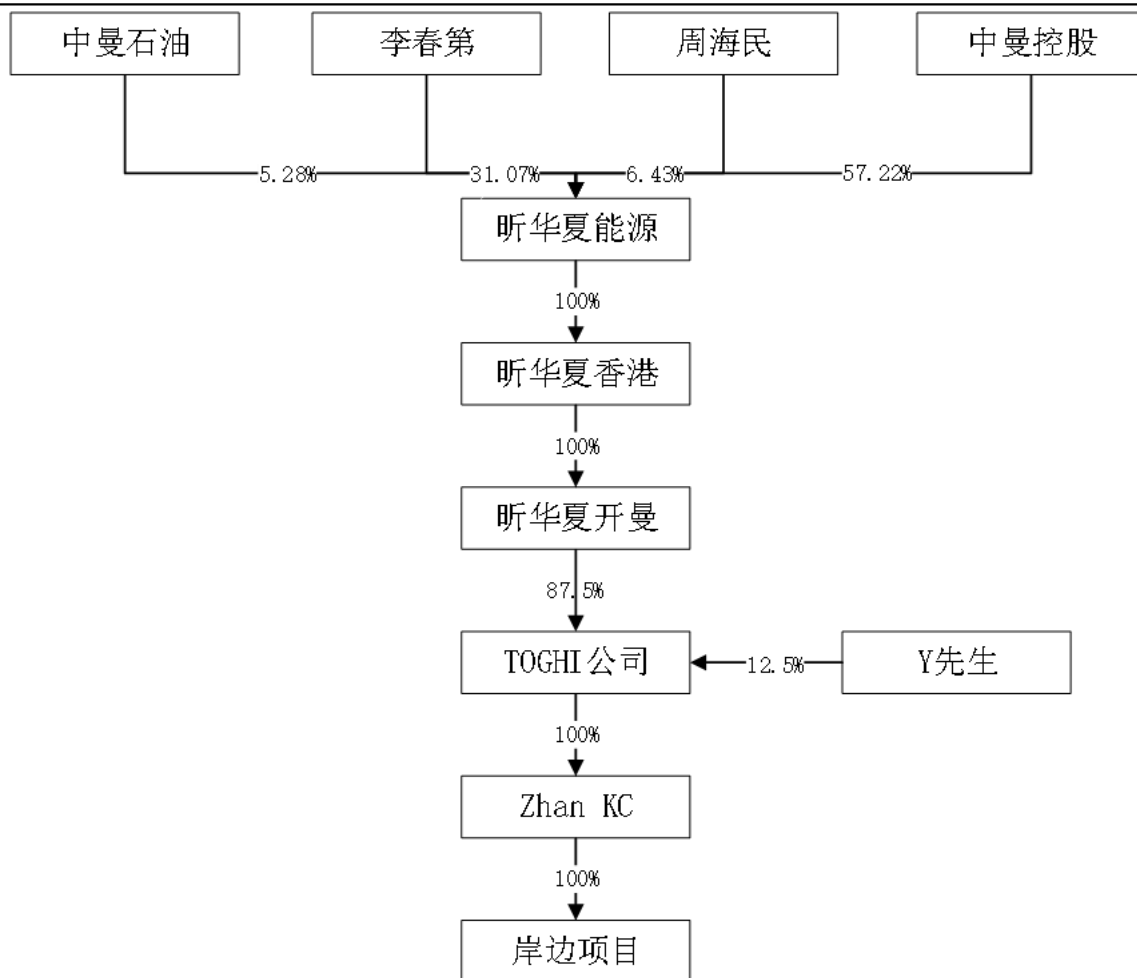 中曼石油
李春第
周海民
中曼控股
5.28%
31.07%
6.43%
57.22%
昕华夏能源
100%
昕华夏香港
100%
昕华夏开曼
87.5%
TOGHI公司
12.5%
Y先生
100%
Zhan KC
100%
岸边项目